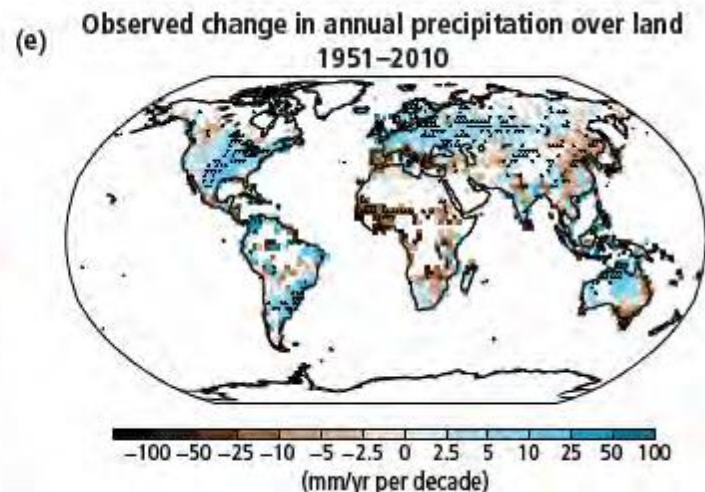 (e)
Observed change in annual precipitation over land
1951–2010
−100 −50 −25 −10 −5 −2.5 0 2.5 5 10 25 50 100
(mm/yr per decade)